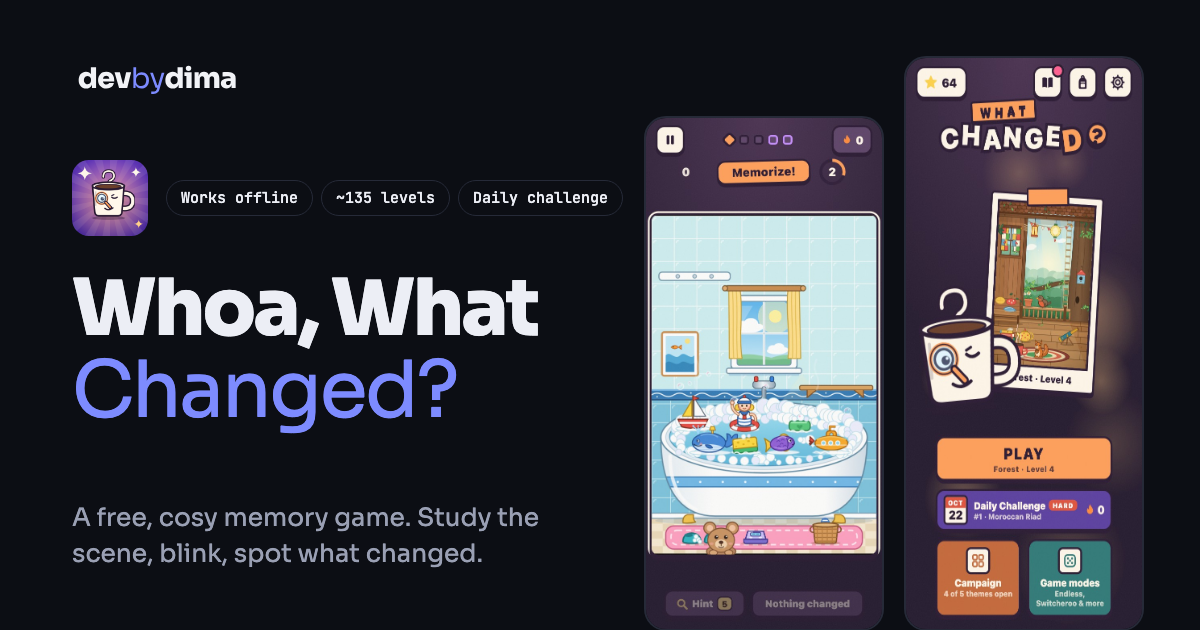 devbydima
Works offline
~135 levels
Daily challenge
Whoa, What
Changed?
A free, cosy memory game. Study the
scene, blink, spot what changed.
0
0
Memorize!
2
Hint 5
Nothing changed
64
WHAT
CHANGED?
Forest · Level 4
PLAY
Forest · Level 4
OCT
22
Daily Challenge HARD
#1 · Moroccan Riad
0
Campaign
4 of 5 themes open
Game modes
Endless,
Switcheroo & more